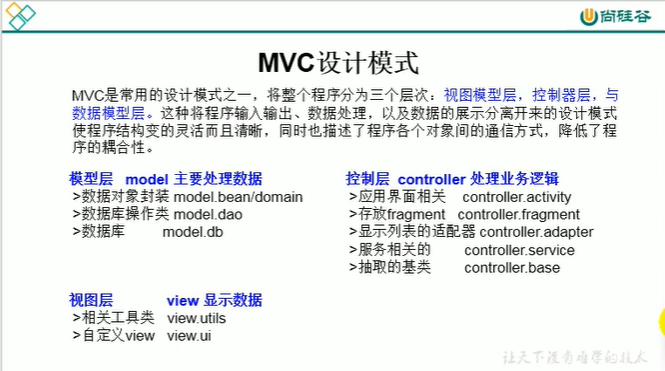 尚硅谷
MVC设计模式
MVC是常用的设计模式之一，将整个程序分为三个层次：视图模型层，控制器层，与
数据模型层。这种将程序输入输出、数据处理，以及数据的展示分离开来的设计模式
使程序结构变的灵活而且清晰，同时也描述了程序各个对象间的通信方式，降低了程
序的耦合性。
模型层 model 主要处理数据
>数据对象封装 model.bean/domain
>数据库操作类 model.dao
>数据库 model.db
控制层 controller 处理业务逻辑
>应用界面相关 controller.activity
>存放fragment controller.fragment
>显示列表的适配器 controller.adapter
>服务相关的 controller.service
>抽取的基类 controller.base
视图层 view 显示数据
>相关工具类 view.utils
>自定义view view.ui
让天下没有难学的技术